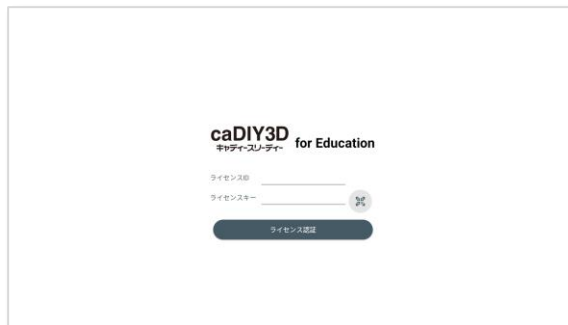 caDIY3D for Education
キャディースリーディー
ライセンスID
ライセンスキー
ライセンス認証